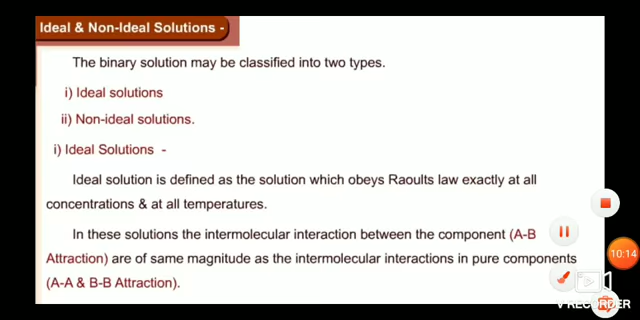 Ideal & Non-Ideal Solutions -
The binary solution may be classified into two types.
i) Ideal solutions
ii) Non-ideal solutions.
i) Ideal Solutions -
Ideal solution is defined as the solution which obeys Raoults law exactly at all
concentrations & at all temperatures.
In these solutions the intermolecular interaction between the component (A-B
Attraction) are of same magnitude as the intermolecular interactions in pure components
(A-A & B-B Attraction).
10:14
V RECORDER